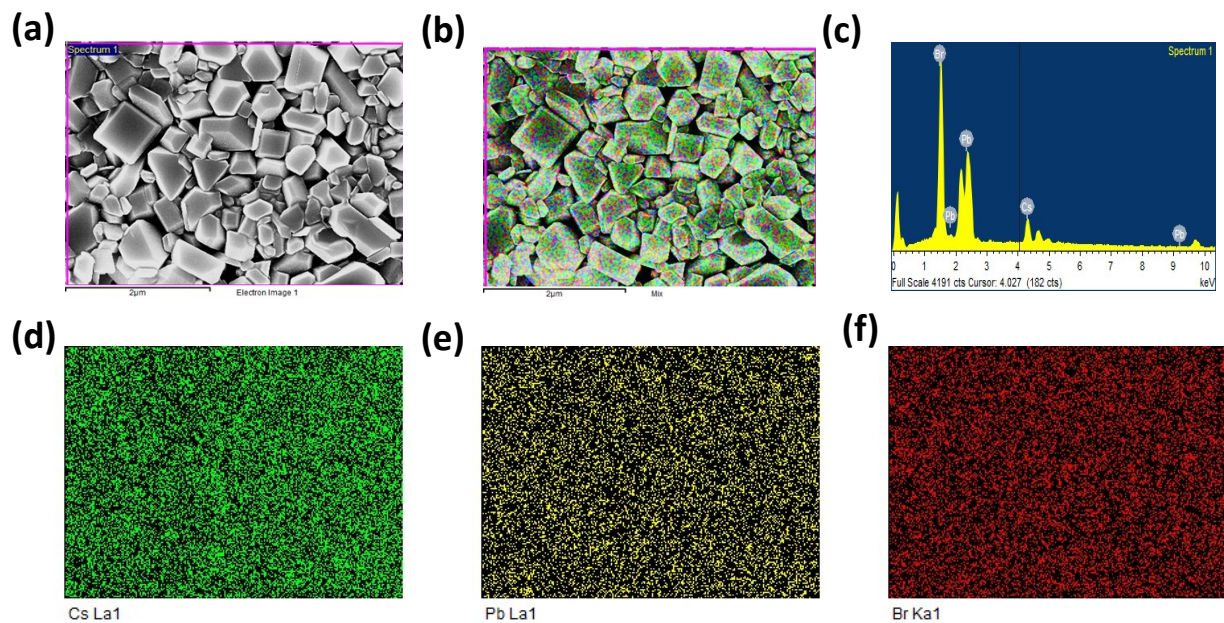 (a)
Spectrum 1
2µm
Electron Image 1
(b)
2µm
Mix
(c)
Spectrum 1
Br
Pb
Pb
Cs
Pb
0 1 2 3 4 5 6 7 8 9 10
Full Scale 4191 cts Cursor: 4.027 (182 cts) keV
(d)
Cs La1
(e)
Pb La1
(f)
Br Ka1